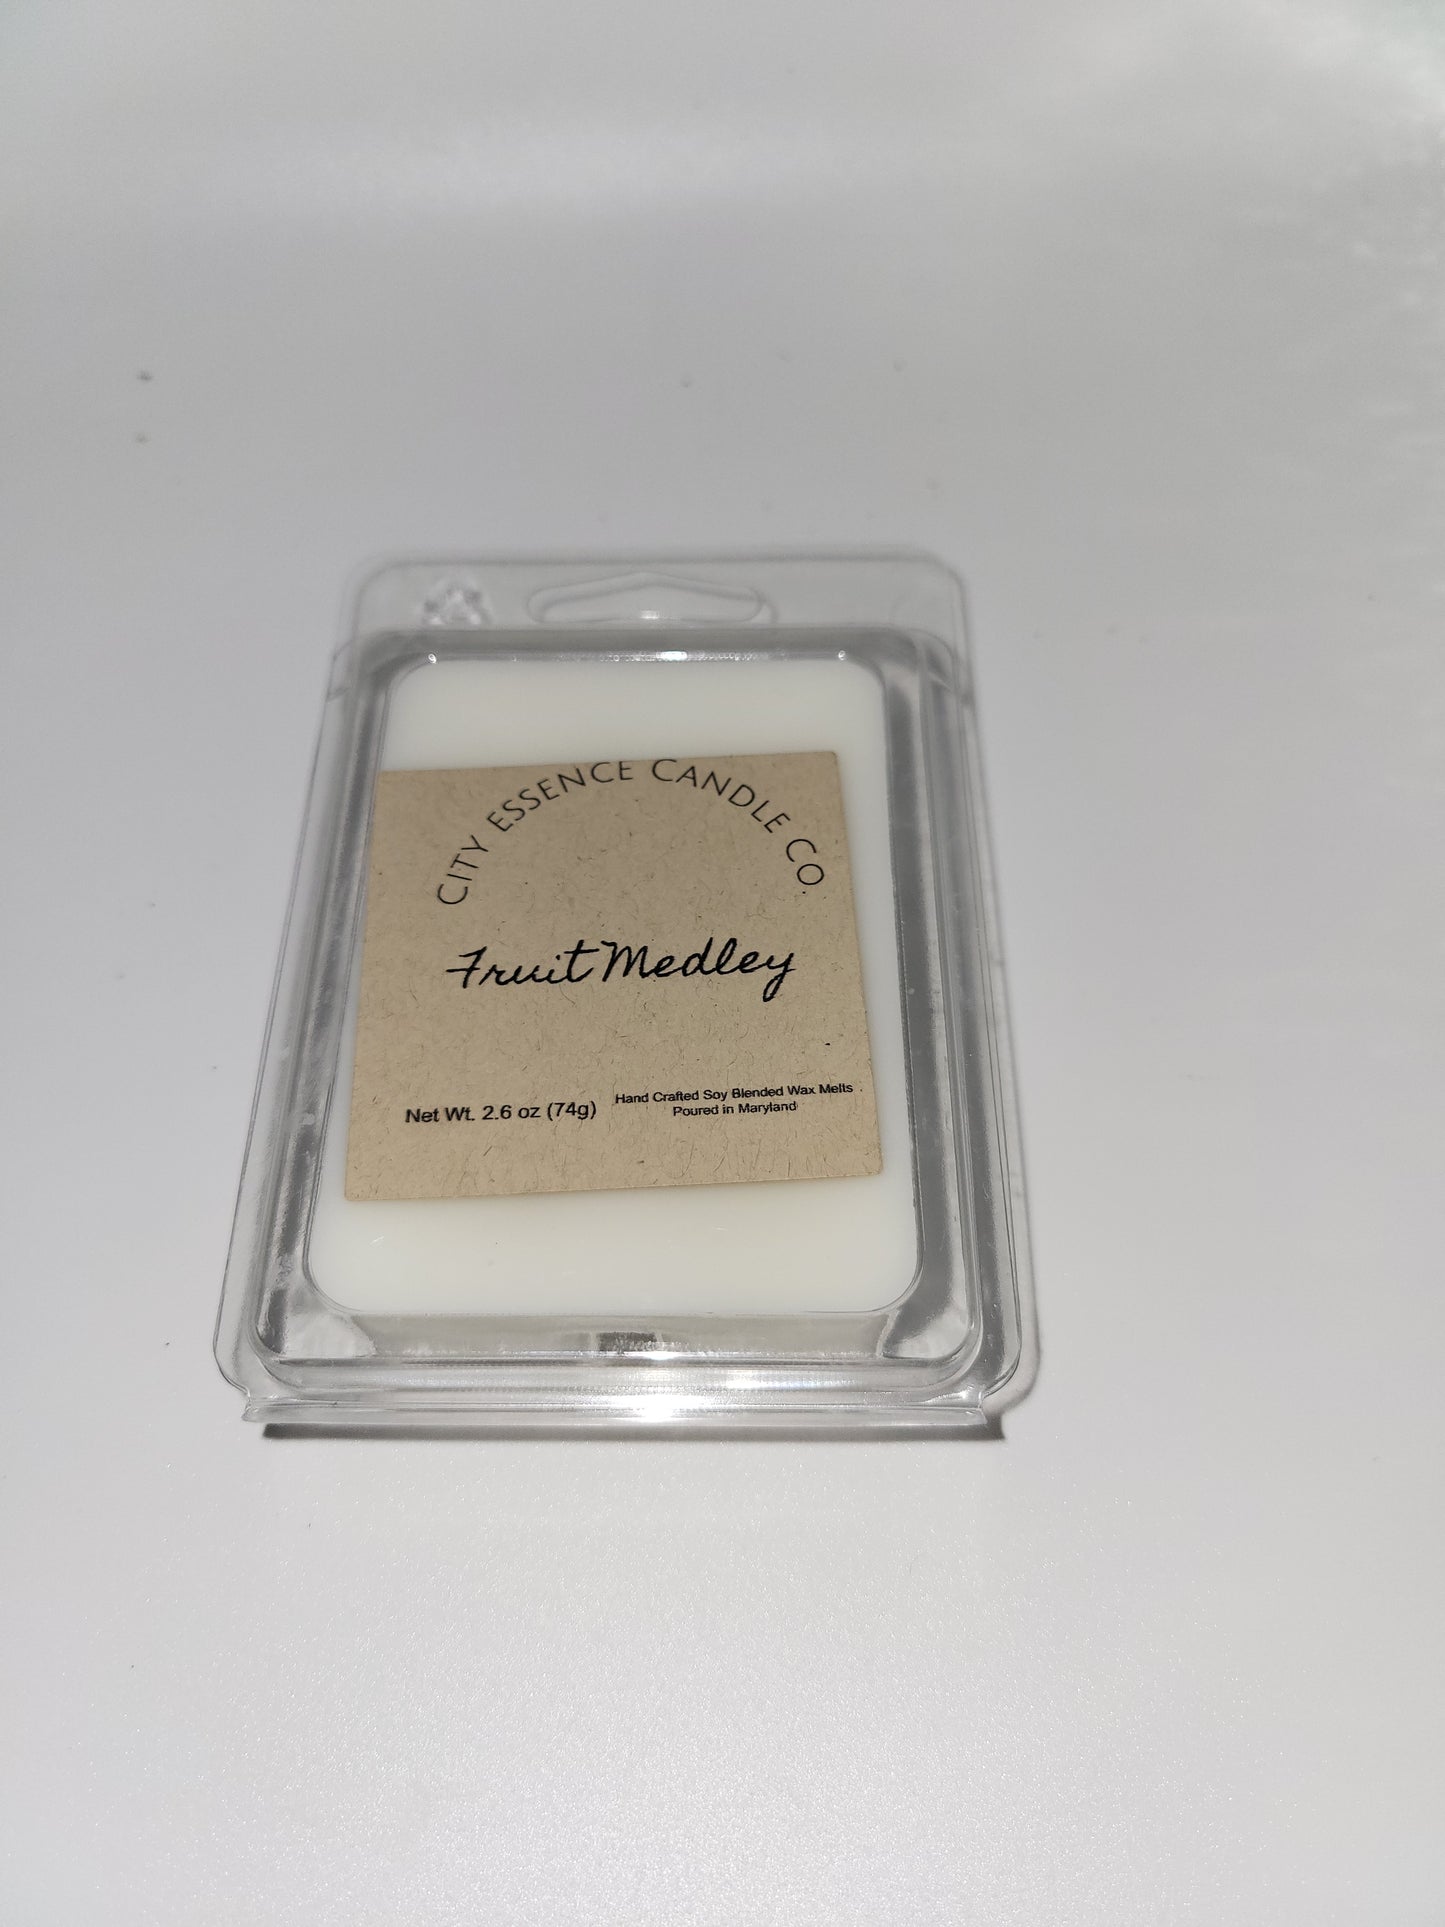 CITY ESSENCE CANDLE CO.
Fruit Medley
Net Wt. 2.6 oz (74g)
Hand Crafted Soy Blended Wax Melts
Poured in Maryland